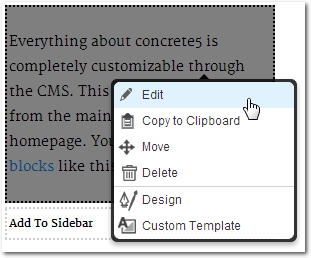 Everything about concrete5 is
completely customizable through
the CMS. This
from the main
homepage. You
blocks like this
Edit
Copy to Clipboard
Move
Delete
Design
Custom Template
Add To Sidebar